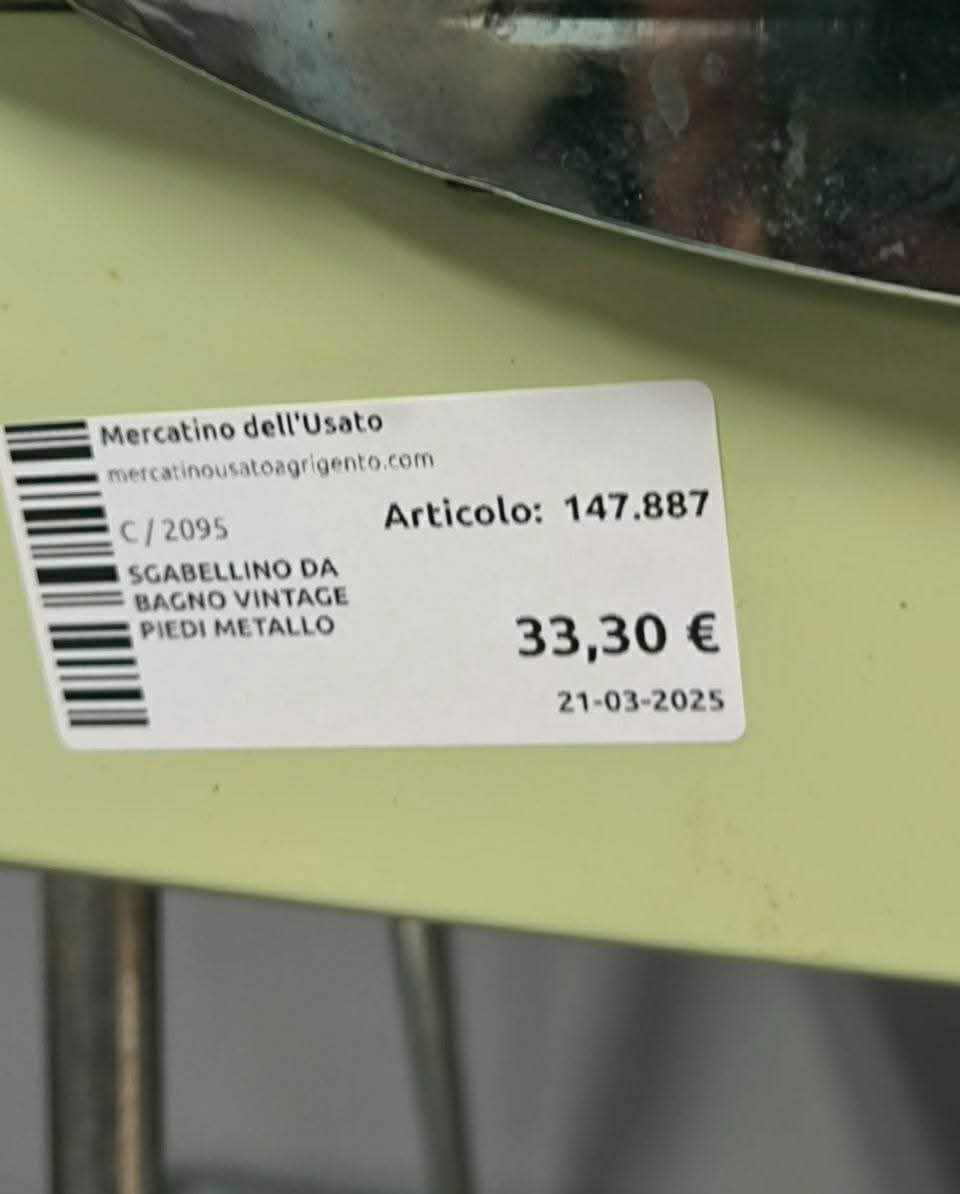 Mercatino dell'Usato
mercatinousatoagrigento.com
C / 2095
Articolo: 147.887
SGABELLINO DA
BAGNO VINTAGE
PIEDI METALLO
33,30 €
21-03-2025